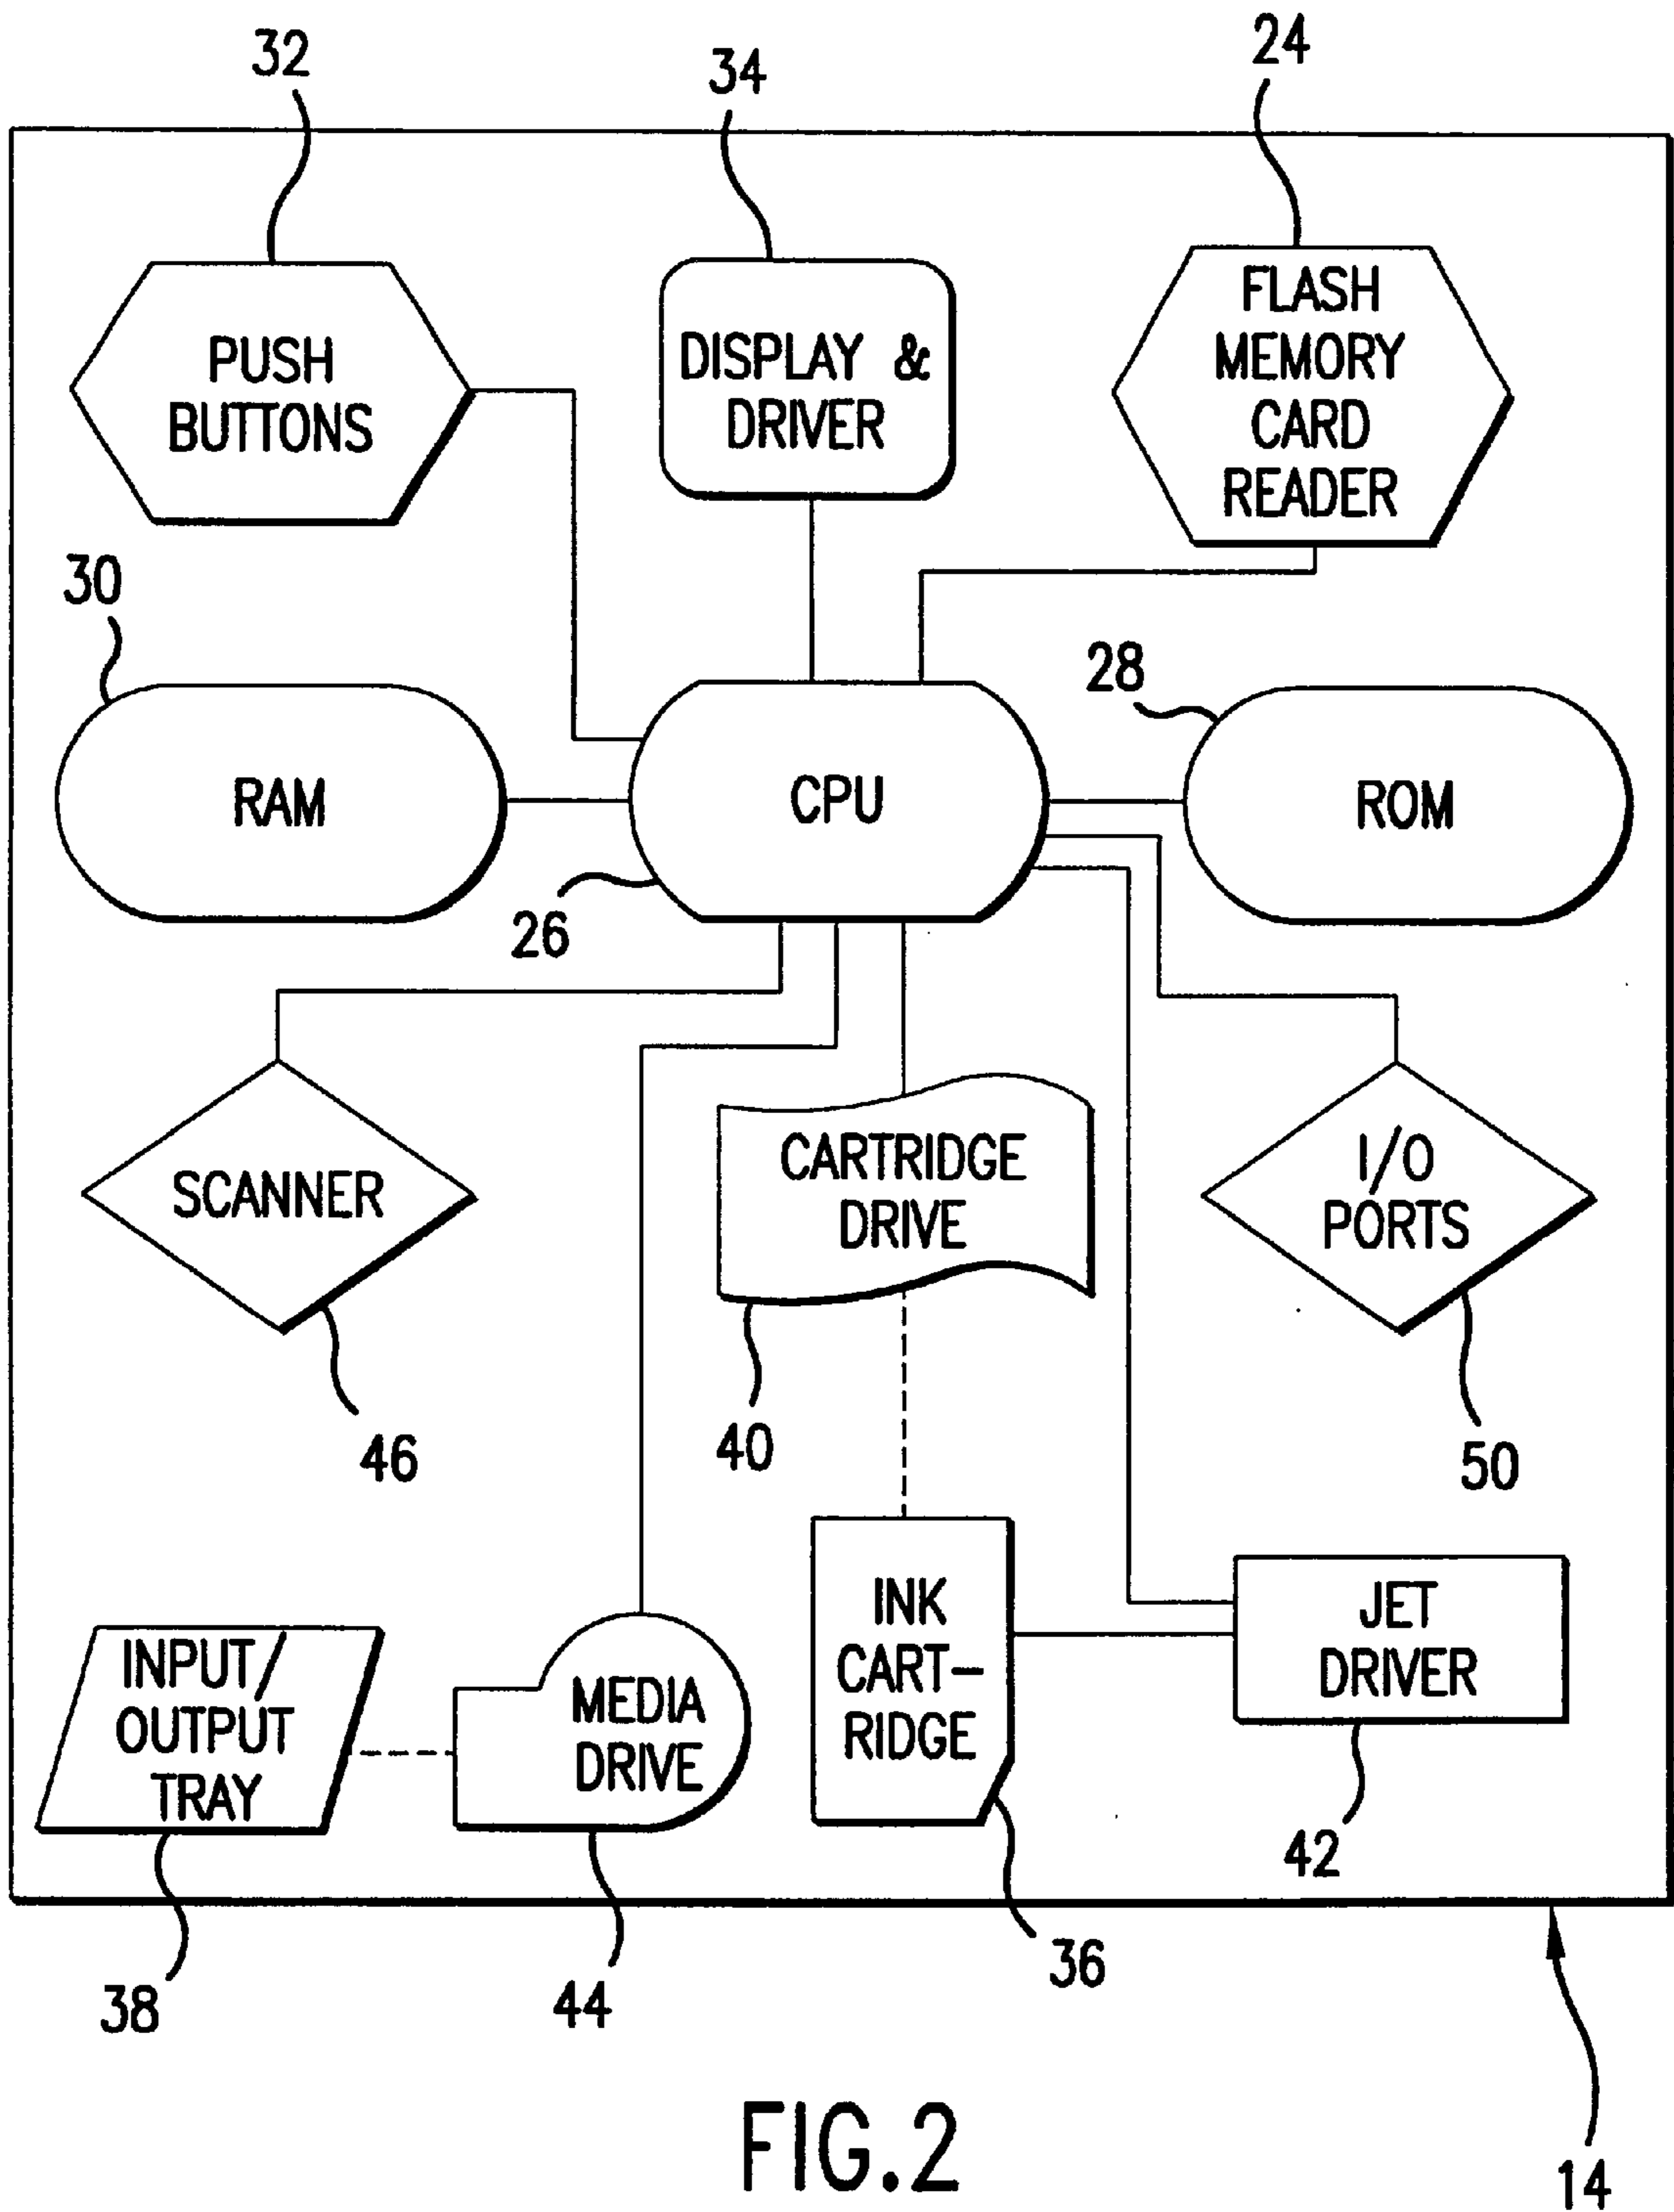 32
34
24
PUSH
BUTTONS
DISPLAY &
DRIVER
FLASH
MEMORY
CARD
READER
30
28
RAM
CPU
ROM
26
SCANNER
CARTRIDGE
DRIVE
I/O
PORTS
46
40
50
INPUT/
OUTPUT
TRAY
MEDIA
DRIVE
INK
CART-
RIDGE
JET
DRIVER
38
44
36
42
14
FIG.2